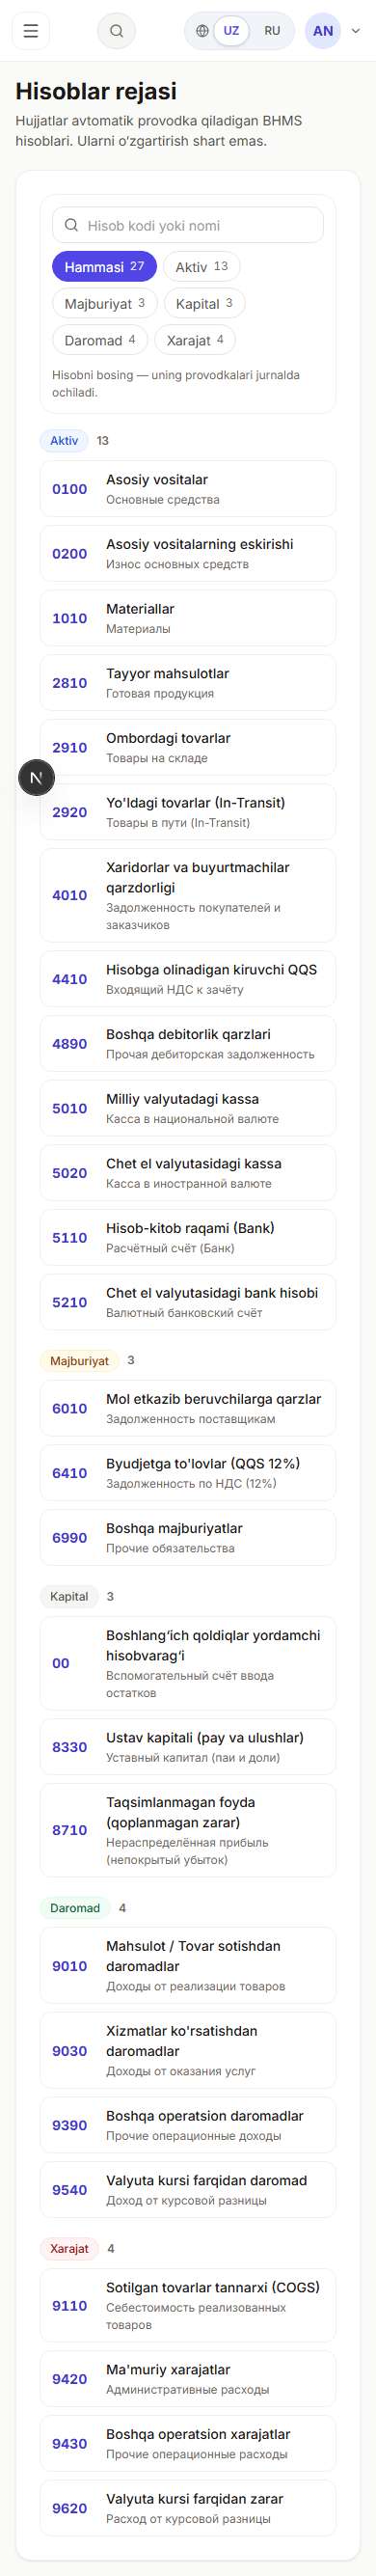 UZ
RU
AN
Hisoblar rejasi
Hujjatlar avtomatik provodka qiladigan BHMS
hisoblari. Ularni o‘zgartirish shart emas.
Hisob kodi yoki nomi
Hammasi 27
Aktiv 13
Majburiyat 3
Kapital 3
Daromad 4
Xarajat 4
Hisobni bosing — uning provodkalari jurnalda
ochiladi.
Aktiv 13
0100
Asosiy vositalar
Основные средства
0200
Asosiy vositalarning eskirishi
Износ основных средств
1010
Materiallar
Материалы
2810
Tayyor mahsulotlar
Готовая продукция
2910
Ombordagi tovarlar
Товары на складе
N
2920
Yo'ldagi tovarlar (In-Transit)
Товары в пути (In-Transit)
4010
Xaridorlar va buyurtmachilar
qarzdorligi
Задолженность покупателей и
заказчиков
4410
Hisobga olinadigan kiruvchi QQS
Входящий НДС к зачёту
4890
Boshqa debitorlik qarzlari
Прочая дебиторская задолженность
5010
Milliy valyutadagi kassa
Касса в национальной валюте
5020
Chet el valyutasidagi kassa
Касса в иностранной валюте
5110
Hisob-kitob raqami (Bank)
Расчётный счёт (Банк)
5210
Chet el valyutasidagi bank hisobi
Валютный банковский счёт
Majburiyat 3
6010
Mol etkazib beruvchilarga qarzlar
Задолженность поставщикам
6410
Byudjetga to'lovlar (QQS 12%)
Задолженность по НДС (12%)
6990
Boshqa majburiyatlar
Прочие обязательства
Kapital 3
00
Boshlang‘ich qoldiqlar yordamchi
hisobvarag‘i
Вспомогательный счёт ввода
остатков
8330
Ustav kapitali (pay va ulushlar)
Уставный капитал (паи и доли)
8710
Taqsimlanmagan foyda
(qoplanmagan zarar)
Нераспределённая прибыль
(непокрытый убыток)
Daromad 4
9010
Mahsulot / Tovar sotishdan
daromadlar
Доходы от реализации товаров
9030
Xizmatlar ko'rsatishdan
daromadlar
Доходы от оказания услуг
9390
Boshqa operatsion daromadlar
Прочие операционные доходы
9540
Valyuta kursi farqidan daromad
Доход от курсовой разницы
Xarajat 4
9110
Sotilgan tovarlar tannarxi (COGS)
Себестоимость реализованных
товаров
9420
Ma'muriy xarajatlar
Административные расходы
9430
Boshqa operatsion xarajatlar
Прочие операционные расходы
9620
Valyuta kursi farqidan zarar
Расход от курсовой разницы